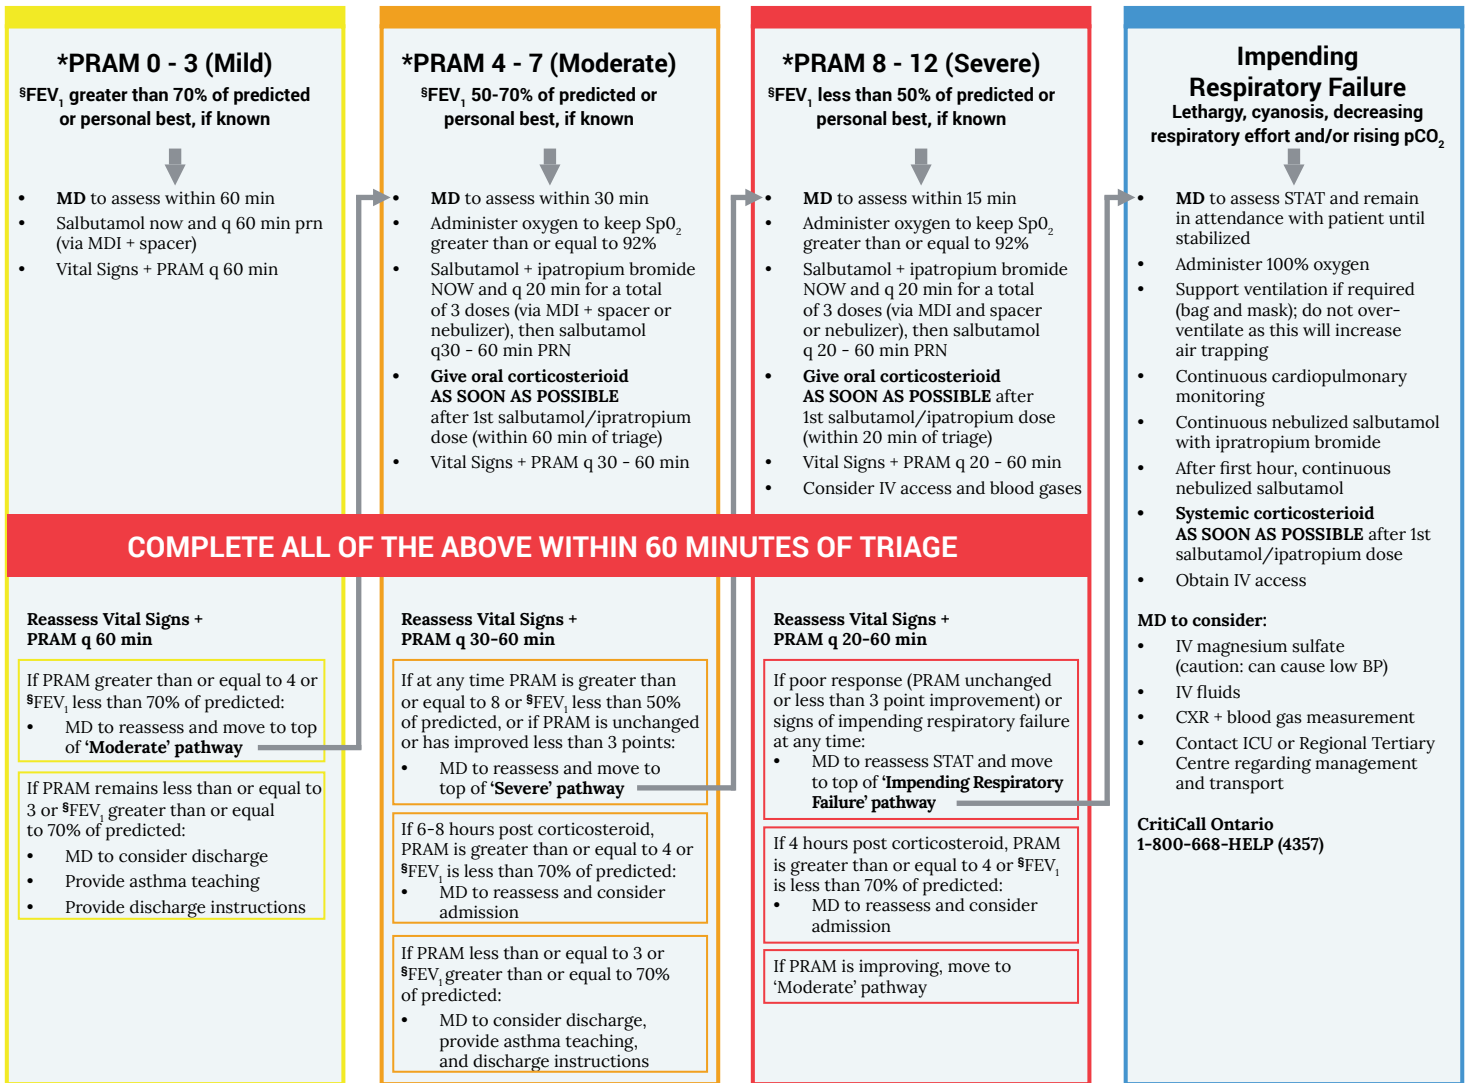 *PRAM 0 - 3 (Mild)
§FEV1 greater than 70% of predicted
or personal best, if known
• MD to assess within 60 min
• Salbutamol now and q 60 min prn
(via MDI + spacer)
• Vital Signs + PRAM q 60 min
*PRAM 4 - 7 (Moderate)
§FEV1 50-70% of predicted or
personal best, if known
• MD to assess within 30 min
• Administer oxygen to keep Sp02
greater than or equal to 92%
• Salbutamol + ipatropium bromide
NOW and q 20 min for a total
of 3 doses (via MDI + spacer or
nebulizer), then salbutamol
q30 - 60 min PRN
• Give oral corticosterioid
AS SOON AS POSSIBLE
after 1st salbutamol/ipratropium
dose (within 60 min of triage)
• Vital Signs + PRAM q 30 - 60 min
*PRAM 8 - 12 (Severe)
§FEV1 less than 50% of predicted or
personal best, if known
• MD to assess within 15 min
• Administer oxygen to keep Sp02
greater than or equal to 92%
• Salbutamol + ipatropium bromide
NOW and q 20 min for a total
of 3 doses (via MDI and spacer
or nebulizer), then salbutamol
q 20 - 60 min PRN
• Give oral corticosterioid
AS SOON AS POSSIBLE after
1st salbutamol/ipatropium dose
(within 20 min of triage)
• Vital Signs + PRAM q 20 - 60 min
• Consider IV access and blood gases
COMPLETE ALL OF THE ABOVE WITHIN 60 MINUTES OF TRIAGE
Reassess Vital Signs +
PRAM q 60 min
If PRAM greater than or equal to 4 or
§FEV1 less than 70% of predicted:
• MD to reassess and move to top
of ‘Moderate’ pathway
If PRAM remains less than or equal to
3 or §FEV1 greater than or equal
to 70% of predicted:
• MD to consider discharge
• Provide asthma teaching
• Provide discharge instructions
Reassess Vital Signs +
PRAM q 30-60 min
If at any time PRAM is greater than
or equal to 8 or §FEV1 less than 50%
of predicted, or if PRAM is unchanged
or has improved less than 3 points:
• MD to reassess and move to
top of ‘Severe’ pathway
If 6-8 hours post corticosteroid,
PRAM is greater than or equal to 4 or
§FEV1 is less than 70% of predicted:
• MD to reassess and consider
admission
If PRAM less than or equal to 3 or
§FEV1 greater than or equal to 70%
of predicted:
• MD to consider discharge,
provide asthma teaching,
and discharge instructions
Reassess Vital Signs +
PRAM q 20-60 min
If poor response (PRAM unchanged
or less than 3 point improvement) or
signs of impending respiratory failure
at any time:
• MD to reassess STAT and move
to top of ‘Impending Respiratory
Failure’ pathway
If 4 hours post corticosteroid, PRAM
is greater than or equal to 4 or §FEV1
is less than 70% of predicted:
• MD to reassess and consider
admission
If PRAM is improving, move to
‘Moderate’ pathway
Impending
Respiratory Failure
Lethargy, cyanosis, decreasing
respiratory effort and/or rising pCO2
• MD to assess STAT and remain
in attendance with patient until
stabilized
• Administer 100% oxygen
• Support ventilation if required
(bag and mask); do not over-
ventilate as this will increase
air trapping
• Continuous cardiopulmonary
monitoring
• Continuous nebulized salbutamol
with ipratropium bromide
• After first hour, continuous
nebulized salbutamol
• Systemic corticosterioid
AS SOON AS POSSIBLE after 1st
salbutamol/ipatropium dose
• Obtain IV access
MD to consider:
• IV magnesium sulfate
(caution: can cause low BP)
• IV fluids
• CXR + blood gas measurement
• Contact ICU or Regional Tertiary
Centre regarding management
and transport
CritiCall Ontario
1-800-668-HELP (4357)